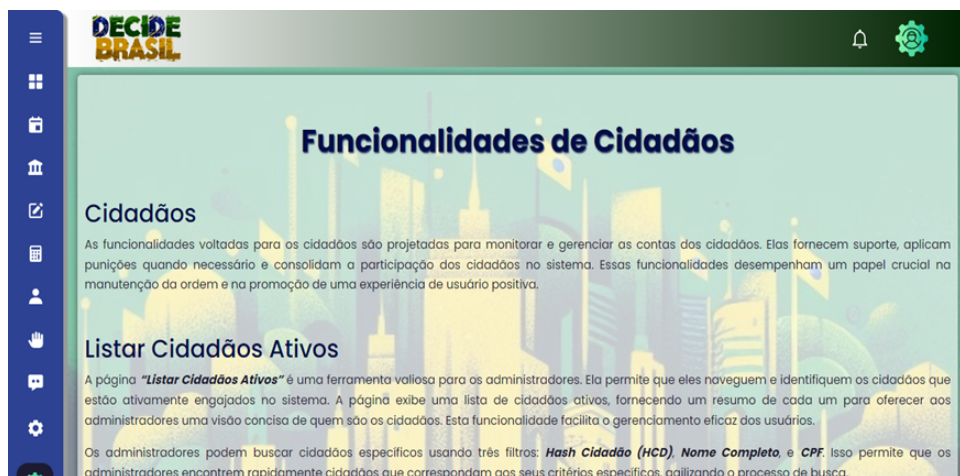 DECIDE
BRASIL
Funcionalidades de Cidadãos
Cidadãos
As funcionalidades voltadas para os cidadãos são projetadas para monitorar e gerenciar as contas dos cidadãos. Elas fornecem suporte, aplicam
punições quando necessário e consolidam a participação dos cidadãos no sistema. Essas funcionalidades desempenham um papel crucial na
manutenção da ordem e na promoção de uma experiência de usuário positiva.
Listar Cidadãos Ativos
A página “Listar Cidadãos Ativos” é uma ferramenta valiosa para os administradores. Ela permite que eles naveguem e identifiquem os cidadãos que
estão ativamente engajados no sistema. A página exibe uma lista de cidadãos ativos, fornecendo um resumo de cada um para oferecer aos
administradores uma visão concisa de quem são os cidadãos. Esta funcionalidade facilita o gerenciamento eficaz dos usuários.
Os administradores podem buscar cidadãos específicos usando três filtros: Hash Cidadão (HCD), Nome Completo, e CPF. Isso permite que os
administradores encontrem rapidamente cidadãos que correspondam aos seus critérios específicos, agilizando o processo de busca.